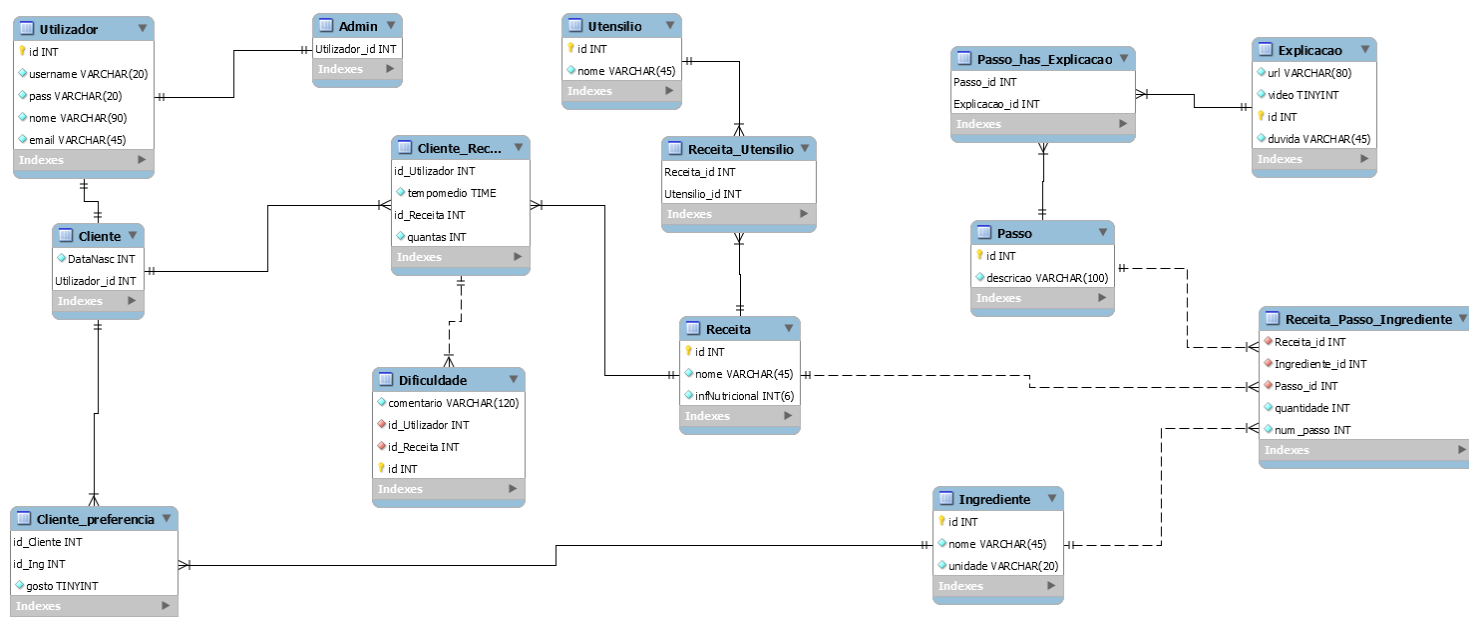 Utilizador
id INT
username VARCHAR(20)
pass VARCHAR(20)
nome VARCHAR(90)
email VARCHAR(45)
Indexes
Admin
Utilizador_id INT
Indexes
Utensilio
id INT
nome VARCHAR(45)
Indexes
Passo_has_Explicacao
Passo_id INT
Explicacao_id INT
Indexes
Explicacao
url VARCHAR(80)
video TINYINT
id INT
duvida VARCHAR(45)
Indexes
Cliente_Rec...
id_Utilizador INT
tempomedio TIME
id_Receita INT
quantas INT
Indexes
Receita_Utensilio
Receita_id INT
Utensilio_id INT
Indexes
Cliente
DataNasc INT
Utilizador_id INT
Indexes
Passo
id INT
descricao VARCHAR(100)
Indexes
Receita_Passo_Ingrediente
Receita_id INT
Ingrediente_id INT
Passo_id INT
quantidade INT
num_passo INT
Indexes
Receita
id INT
nome VARCHAR(45)
infNutricional INT(6)
Indexes
Dificuldade
comentario VARCHAR(120)
id_Utilizador INT
id_Receita INT
id INT
Indexes
Cliente_preferencia
id_Cliente INT
id_Ing INT
gosto TINYINT
Indexes
Ingrediente
id INT
nome VARCHAR(45)
unidade VARCHAR(20)
Indexes